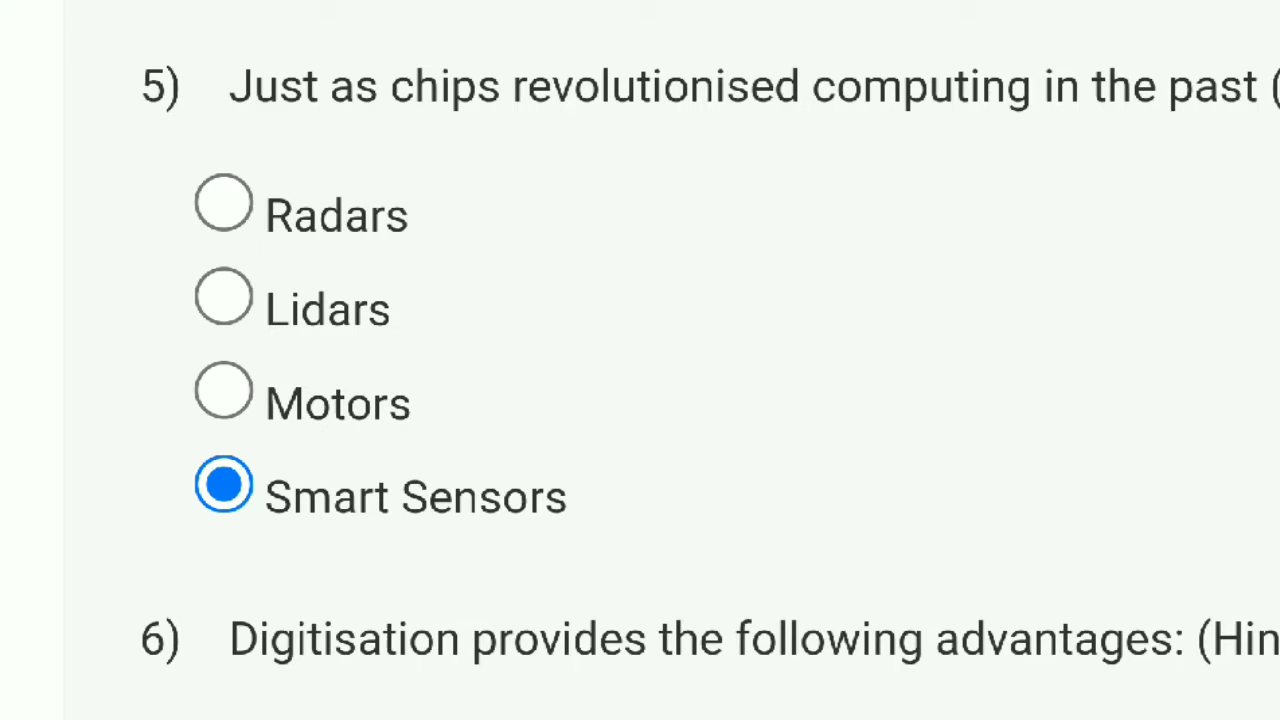 5) Just as chips revolutionised computing in the past (
Radars
Lidars
Motors
Smart Sensors
6) Digitisation provides the following advantages: (Hin